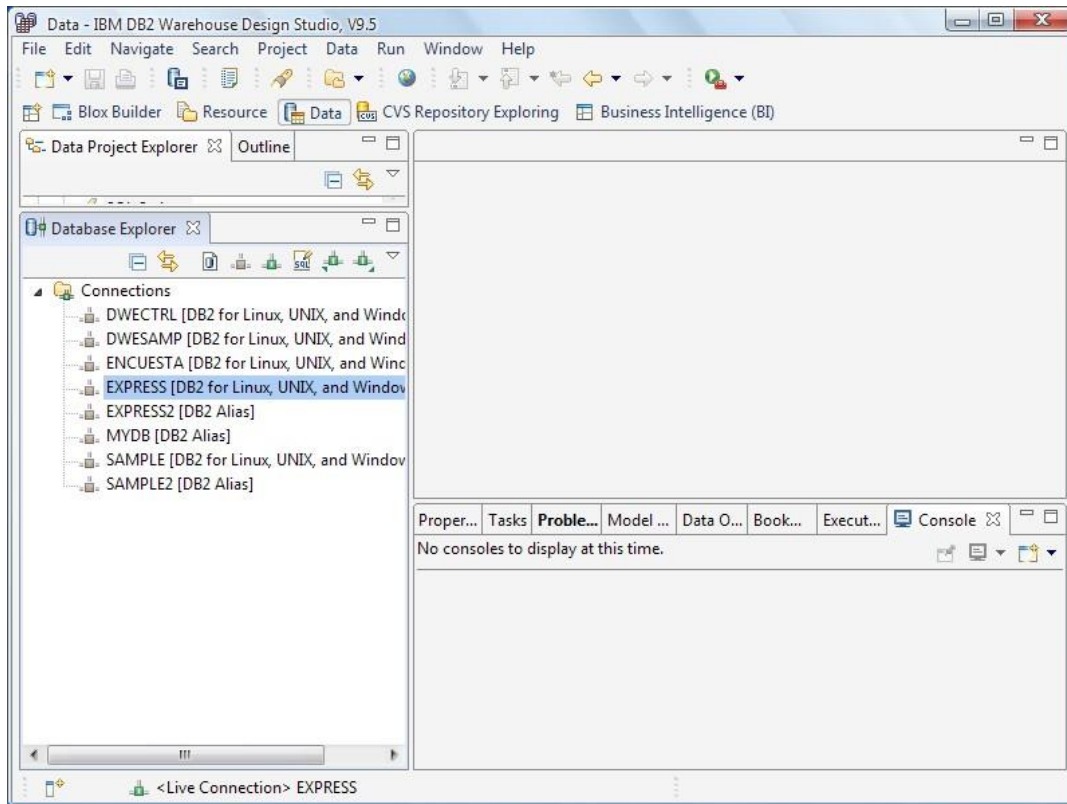 Data - IBM DB2 Warehouse Design Studio, V9.5
File Edit Navigate Search Project Data Run Window Help
Blox Builder Resource Data CVS Repository Exploring Business Intelligence (BI)
Data Project Explorer Outline
Database Explorer
SQL
Connections
DWECTRL [DB2 for Linux, UNIX, and Windo
DWESAMP [DB2 for Linux, UNIX, and Wind
ENCUESTA [DB2 for Linux, UNIX, and Winc
EXPRESS [DB2 for Linux, UNIX, and Window
EXPRESS2 [DB2 Alias]
MYDB [DB2 Alias]
SAMPLE [DB2 for Linux, UNIX, and Window
SAMPLE2 [DB2 Alias]
Proper... Tasks Proble... Model ... Data O... Book... Execut... Console
No consoles to display at this time.
<Live Connection> EXPRESS